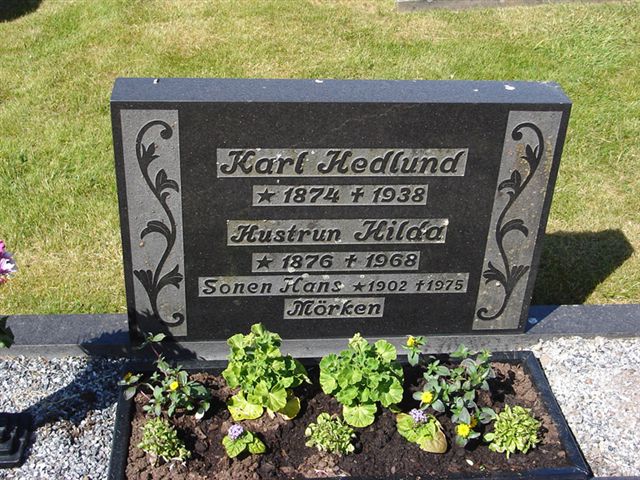 Karl Hedlund
★ 1874 ✝ 1938
Hustrun Hilda
★ 1876 ✝ 1968
Sonen Hans ★ 1902 ✝ 1975
Mörken